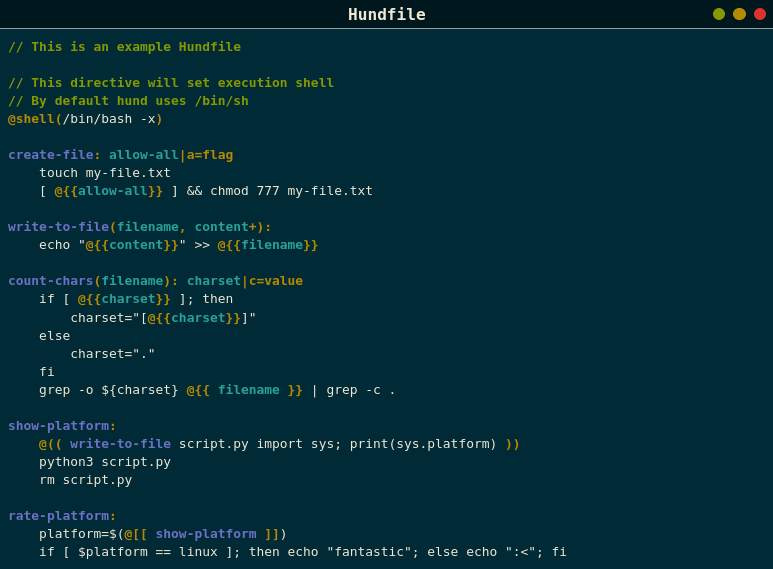 Hundfile
// This is an example Hundfile

// This directive will set execution shell
// By default hund uses /bin/sh
@shell(/bin/bash -x)

create-file: allow-all|a=flag
    touch my-file.txt
    [ @{{allow-all}} ] && chmod 777 my-file.txt

write-to-file(filename, content+):
    echo "@{{content}}" >> @{{filename}}

count-chars(filename): charset|c=value
    if [ @{{charset}} ]; then
        charset="[@{{charset}}]"
    else
        charset="."
    fi
    grep -o ${charset} @{{ filename }} | grep -c .

show-platform:
    @(( write-to-file script.py import sys; print(sys.platform) ))
    python3 script.py
    rm script.py

rate-platform:
    platform=$(@[[ show-platform ]])
    if [ $platform == linux ]; then echo "fantastic"; else echo ":<"; fi